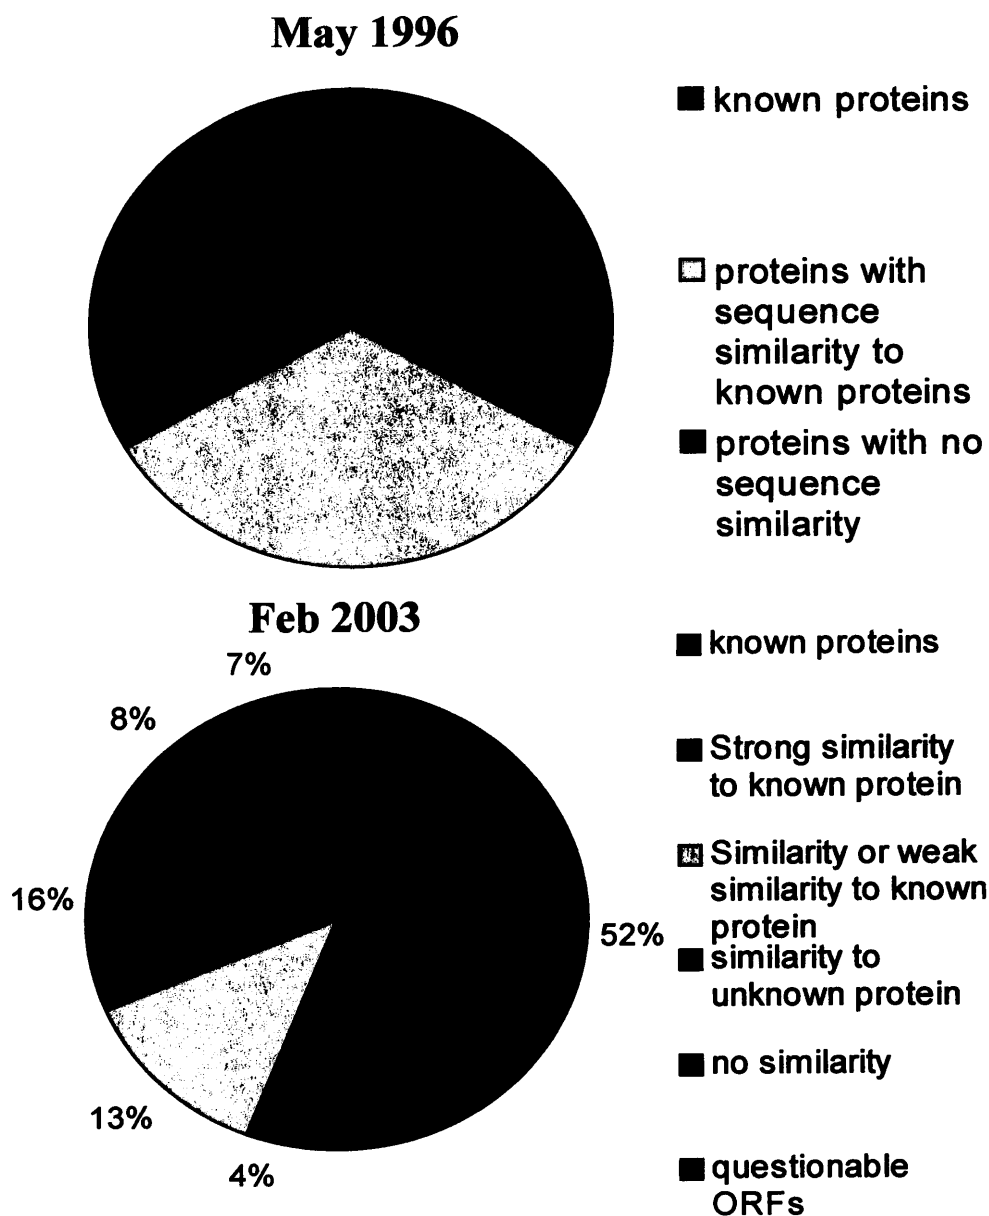 May 1996
known proteins
proteins with
sequence
similarity to
known proteins
proteins with no
sequence
similarity
Feb 2003
7%
8%
16%
13%
4%
52%
known proteins
Strong similarity
to known protein
Similarity or weak
similarity to known
protein
similarity to
unknown protein
no similarity
questionable
ORFs